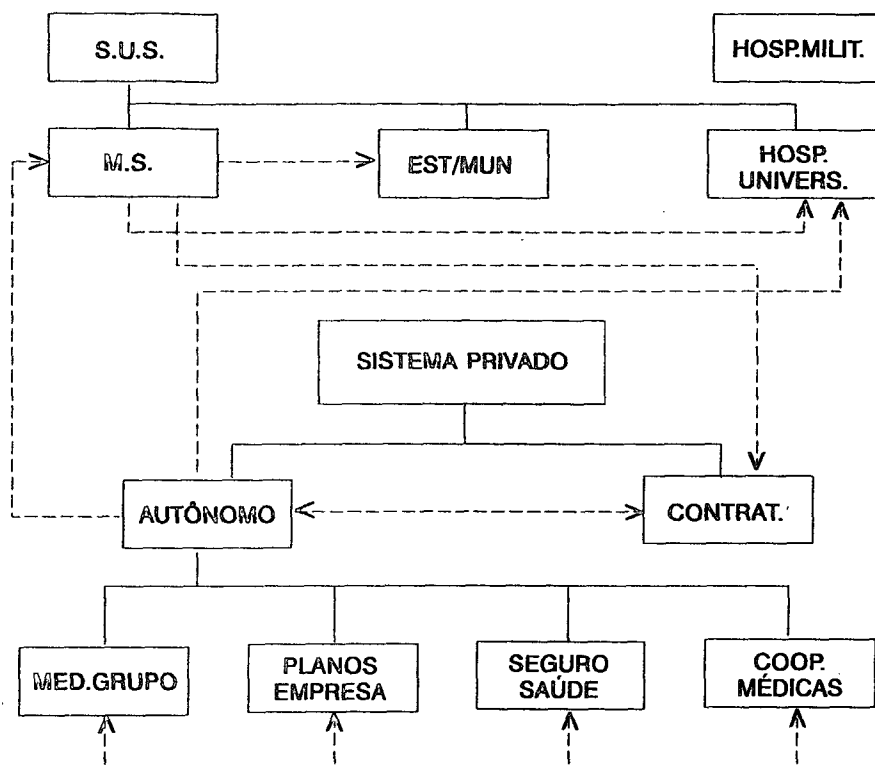 S.U.S.
HOSP.MILIT.
M.S.
EST/MUN
HOSP.
UNIVERS.
SISTEMA PRIVADO
AUTÔNOMO
CONTRAT.
MED.GRUPO
PLANOS
EMPRESA
SEGURO
SAÚDE
COOP.
MÉDICAS